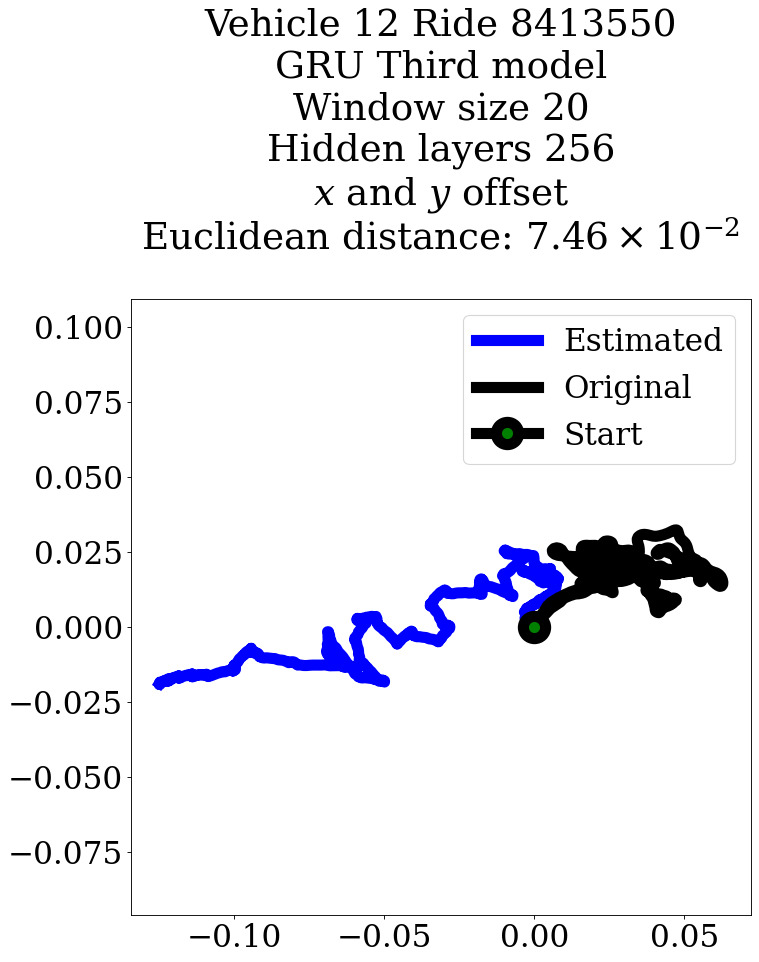 Vehicle 12 Ride 8413550
GRU Third model
Window size 20
Hidden layers 256
x and y offset
Euclidean distance: 7.46 × 10⁻²
Estimated
Original
Start
0.100
0.075
0.050
0.025
0.000
−0.025
−0.050
−0.075
−0.10
−0.05
0.00
0.05